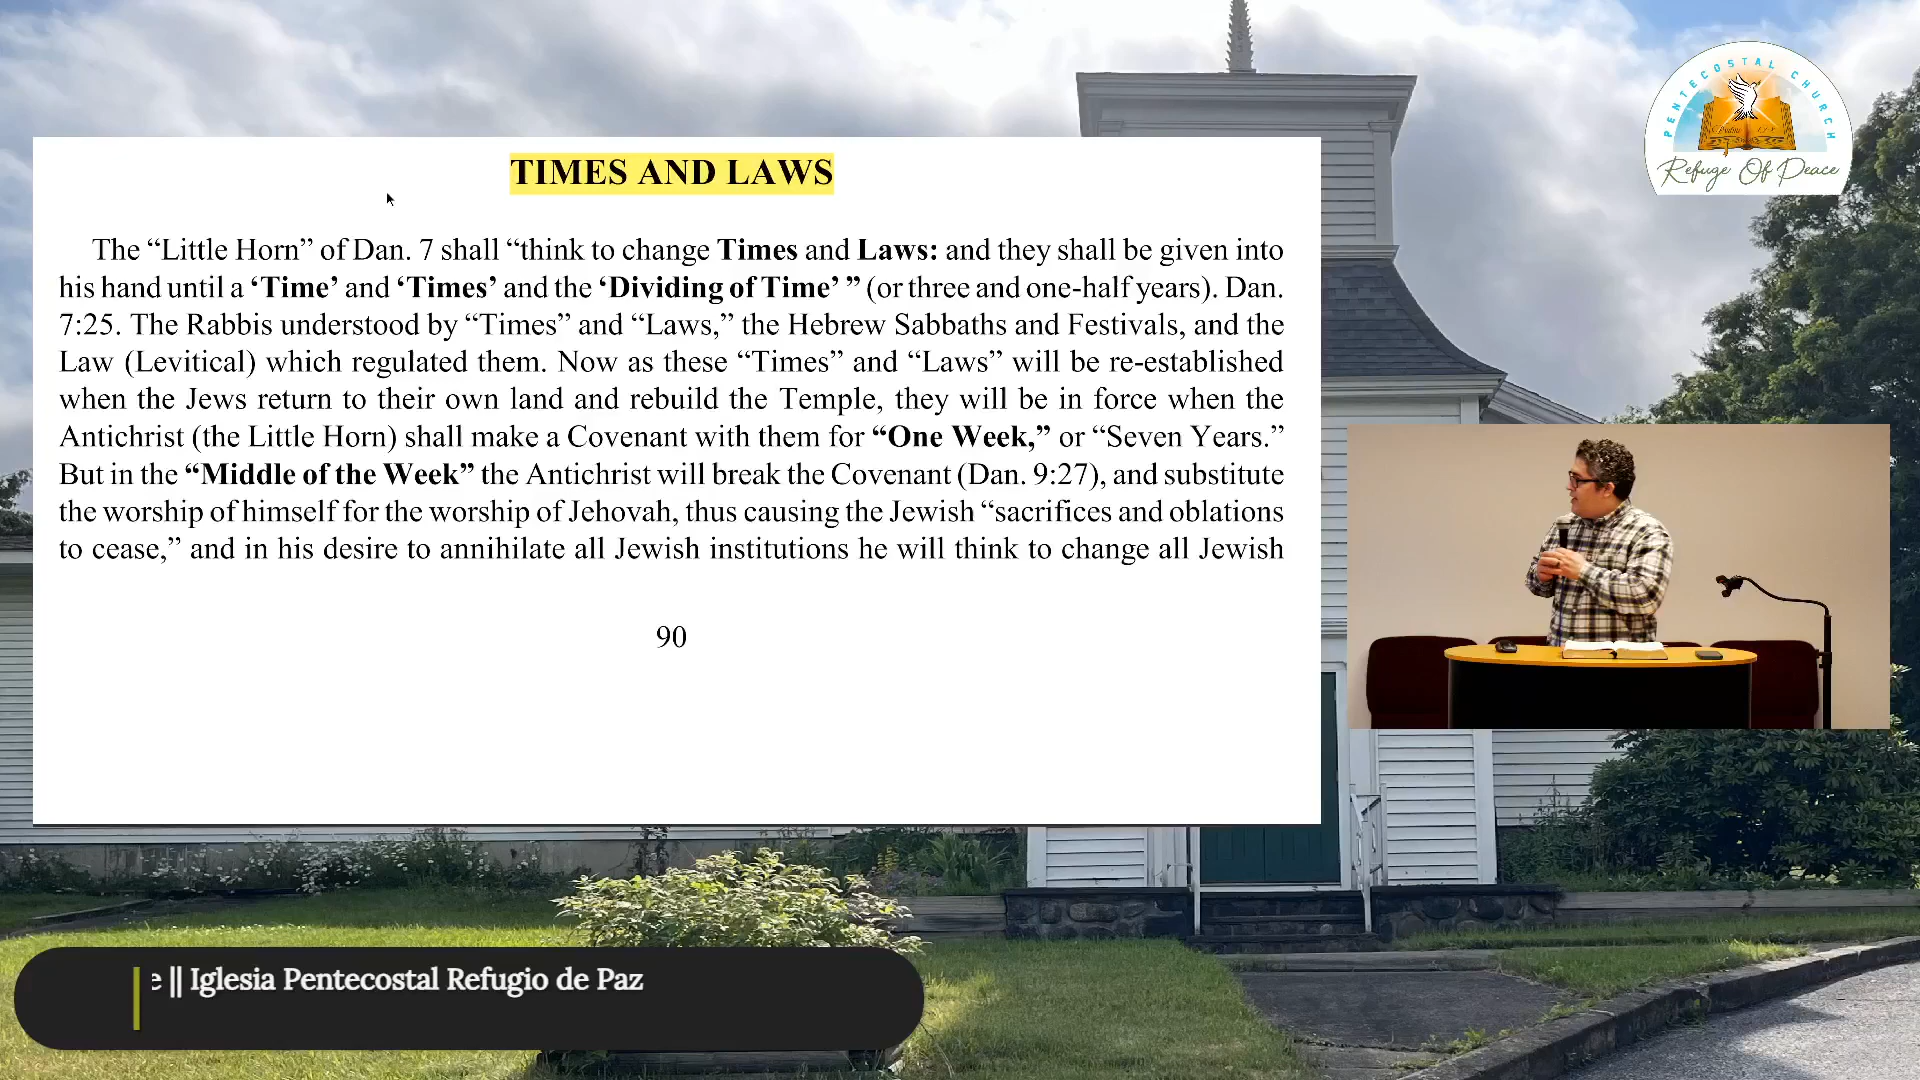 TIMES AND LAWS
The “Little Horn” of Dan. 7 shall “think to change Times and Laws: and they shall be given into
his hand until a ‘Time’ and ‘Times’ and the ‘Dividing of Time’ ” (or three and one-half years). Dan.
7:25. The Rabbis understood by “Times” and “Laws,” the Hebrew Sabbaths and Festivals, and the
Law (Levitical) which regulated them. Now as these “Times” and “Laws” will be re-established
when the Jews return to their own land and rebuild the Temple, they will be in force when the
Antichrist (the Little Horn) shall make a Covenant with them for “One Week,” or “Seven Years.”
But in the “Middle of the Week” the Antichrist will break the Covenant (Dan. 9:27), and substitute
the worship of himself for the worship of Jehovah, thus causing the Jewish “sacrifices and oblations
to cease,” and in his desire to annihilate all Jewish institutions he will think to change all Jewish
90
PENTECOSTAL CHURCH
Refuge Of Peace
e || Iglesia Pentecostal Refugio de Paz